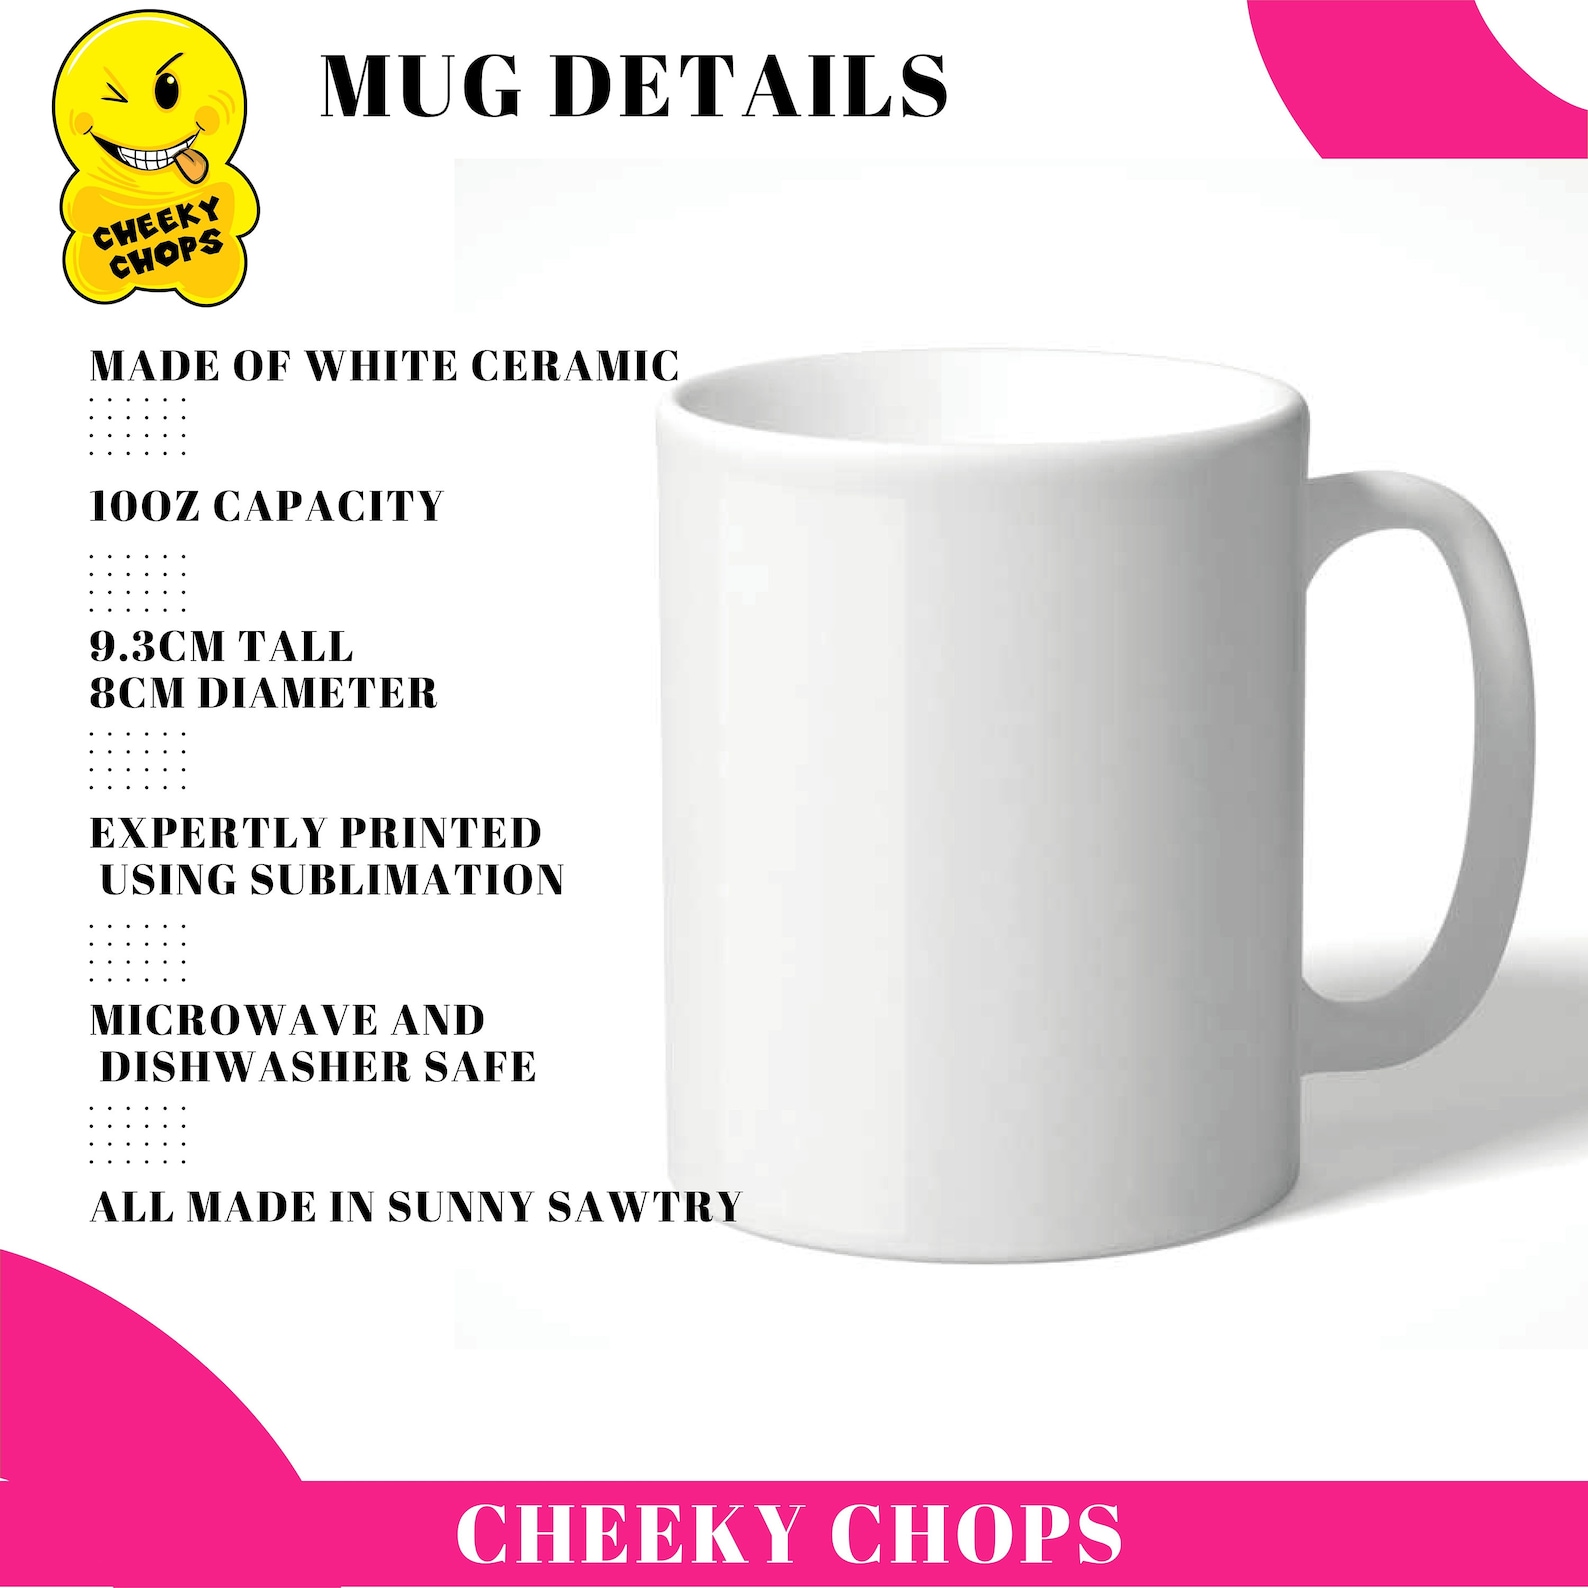 MUG DETAILS
CHEEKY
CHOPS
MADE OF WHITE CERAMIC
10OZ CAPACITY
9.3CM TALL
8CM DIAMETER
EXPERTLY PRINTED
USING SUBLIMATION
MICROWAVE AND
DISHWASHER SAFE
ALL MADE IN SUNNY SAWTRY
CHEEKY CHOPS